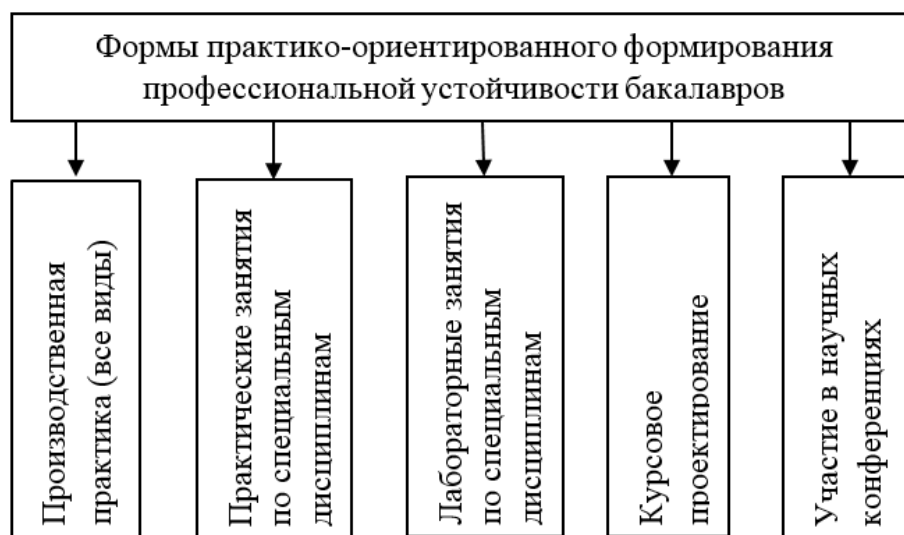 Формы практико-ориентированного формирования
профессиональной устойчивости бакалавров
Производственная
практика (все виды)
Практические занятия
по специальным
дисциплинам
Лабораторные занятия
по специальным
дисциплинам
Курсовое
проектирование
Участие в научных
конференциях